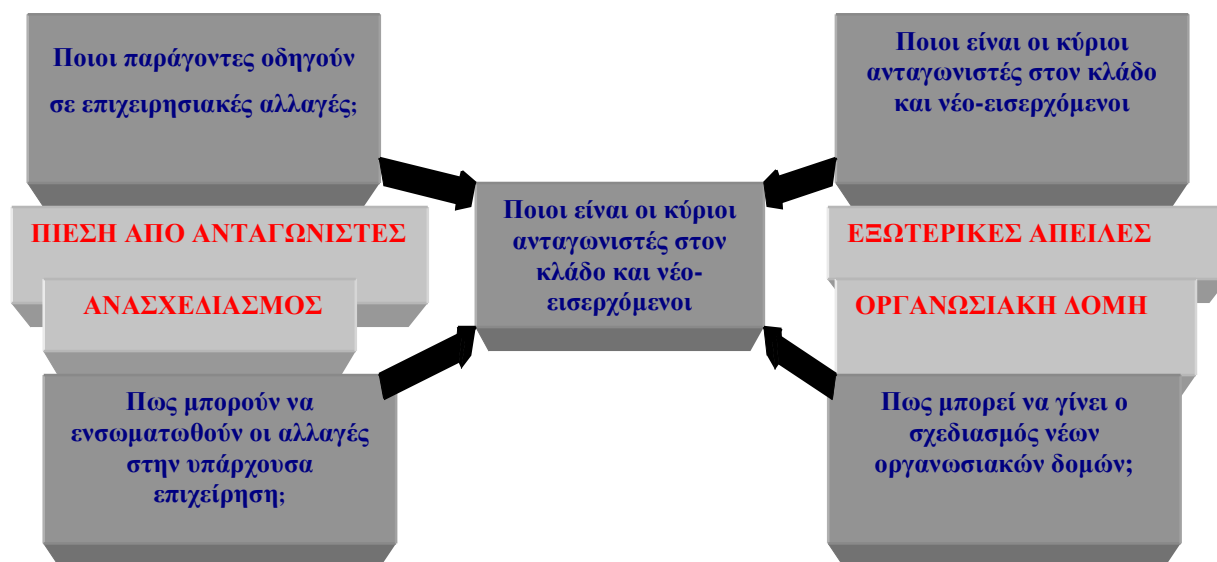 Ποιοι παράγοντες οδηγούν
σε επιχειρησιακές αλλαγές;
ΠΙΕΣΗ ΑΠΟ ΑΝΤΑΓΩΝΙΣΤΕΣ
ΑΝΑΣΧΕΔΙΑΣΜΟΣ
Πως μπορούν να
ενσωματωθούν οι αλλαγές
στην υπάρχουσα
επιχείρηση;
Ποιοι είναι οι κύριοι
ανταγωνιστές στον
κλάδο και νέο-
εισερχόμενοι
Ποιοι είναι οι κύριοι
ανταγωνιστές στον κλάδο
και νέο-εισερχόμενοι
ΕΞΩΤΕΡΙΚΕΣ ΑΠΕΙΛΕΣ
ΟΡΓΑΝΩΣΙΑΚΗ ΔΟΜΗ
Πως μπορεί να γίνει ο
σχεδιασμός νέων
οργανωσιακών δομών;